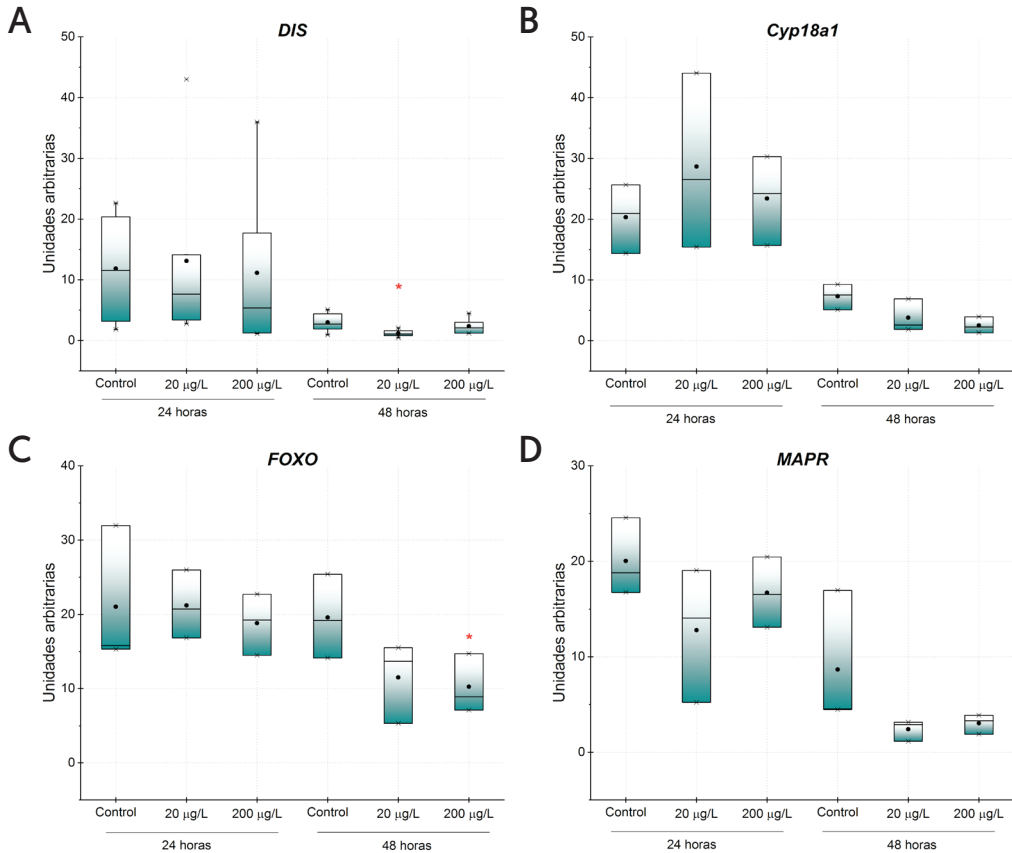 A
DIS
50
40
30
20
10
0
Unidades arbitrarias
*
Control 20 μg/L 200 μg/L Control 20 μg/L 200 μg/L
24 horas 48 horas
B
Cyp18a1
50
40
30
20
10
0
Unidades arbitrarias
Control 20 μg/L 200 μg/L Control 20 μg/L 200 μg/L
24 horas 48 horas
C
FOXO
40
30
20
10
0
Unidades arbitrarias
*
Control 20 μg/L 200 μg/L Control 20 μg/L 200 μg/L
24 horas 48 horas
D
MAPR
30
20
10
0
Unidades arbitrarias
Control 20 μg/L 200 μg/L Control 20 μg/L 200 μg/L
24 horas 48 horas